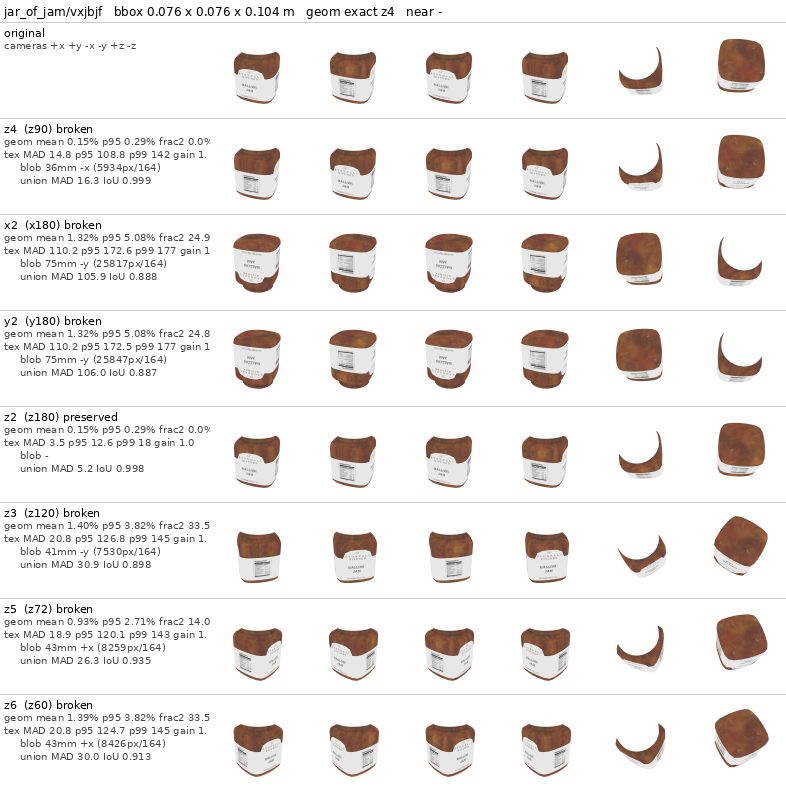 jar_of_jam/vxjbjf   bbox 0.076 x 0.076 x 0.104 m   geom exact z4   near -
original
cameras +x +y -x -y +z -z
z4  (z90) broken
geom mean 0.15% p95 0.29% frac2 0.0%
tex MAD 14.8 p95 108.8 p99 142 gain 1.
blob 36mm -x (5934px/164)
union MAD 16.3 IoU 0.999
x2  (x180) broken
geom mean 1.32% p95 5.08% frac2 24.9
tex MAD 110.2 p95 172.6 p99 177 gain 1
blob 75mm -y (25817px/164)
union MAD 105.9 IoU 0.888
y2  (y180) broken
geom mean 1.32% p95 5.08% frac2 24.8
tex MAD 110.2 p95 172.5 p99 177 gain 1
blob 75mm -y (25847px/164)
union MAD 106.0 IoU 0.887
z2  (z180) preserved
geom mean 0.15% p95 0.29% frac2 0.0%
tex MAD 3.5 p95 12.6 p99 18 gain 1.0
blob -
union MAD 5.2 IoU 0.998
z3  (z120) broken
geom mean 1.40% p95 3.82% frac2 33.5
tex MAD 20.8 p95 126.8 p99 145 gain 1.
blob 41mm -y (7530px/164)
union MAD 30.9 IoU 0.898
z5  (z72) broken
geom mean 0.93% p95 2.71% frac2 14.0
tex MAD 18.9 p95 120.1 p99 143 gain 1.
blob 43mm +x (8259px/164)
union MAD 26.3 IoU 0.935
z6  (z60) broken
geom mean 1.39% p95 3.82% frac2 33.5
tex MAD 20.8 p95 124.7 p99 145 gain 1.
blob 43mm +x (8426px/164)
union MAD 30.0 IoU 0.913